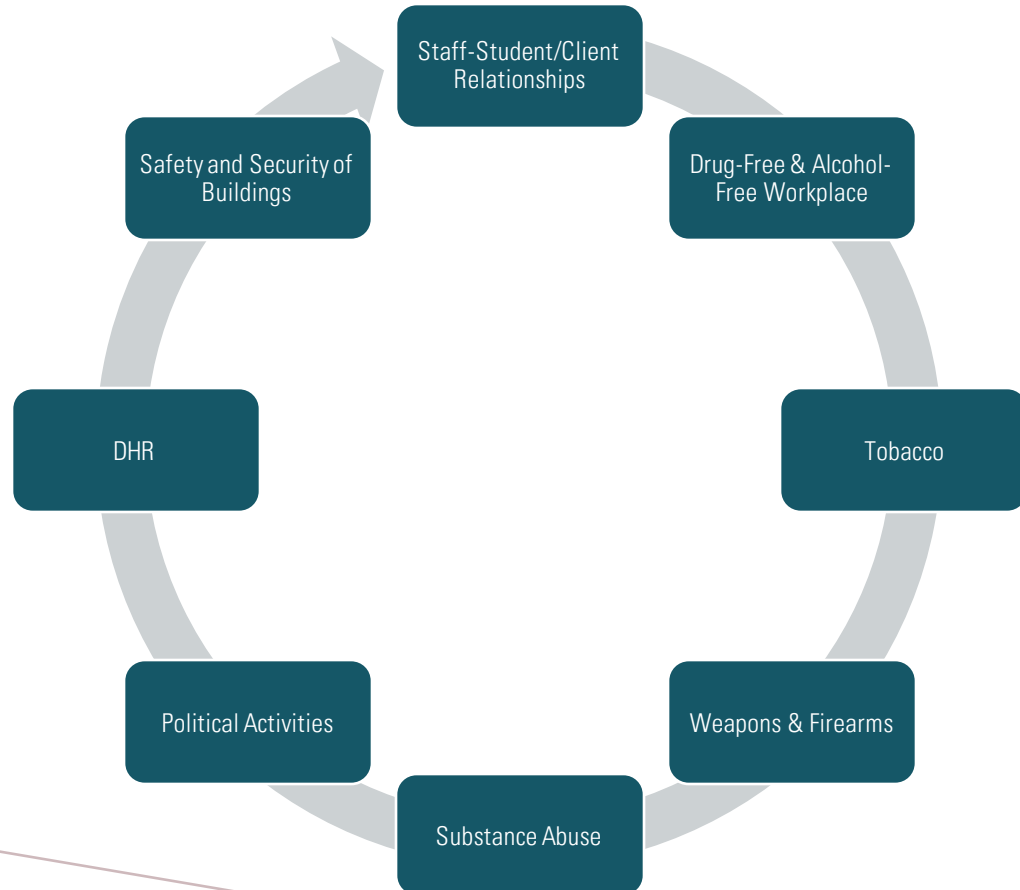 Staff-Student/Client
Relationships
Drug-Free & Alcohol-
Free Workplace
Tobacco
Weapons & Firearms
Substance Abuse
Political Activities
DHR
Safety and Security of
Buildings